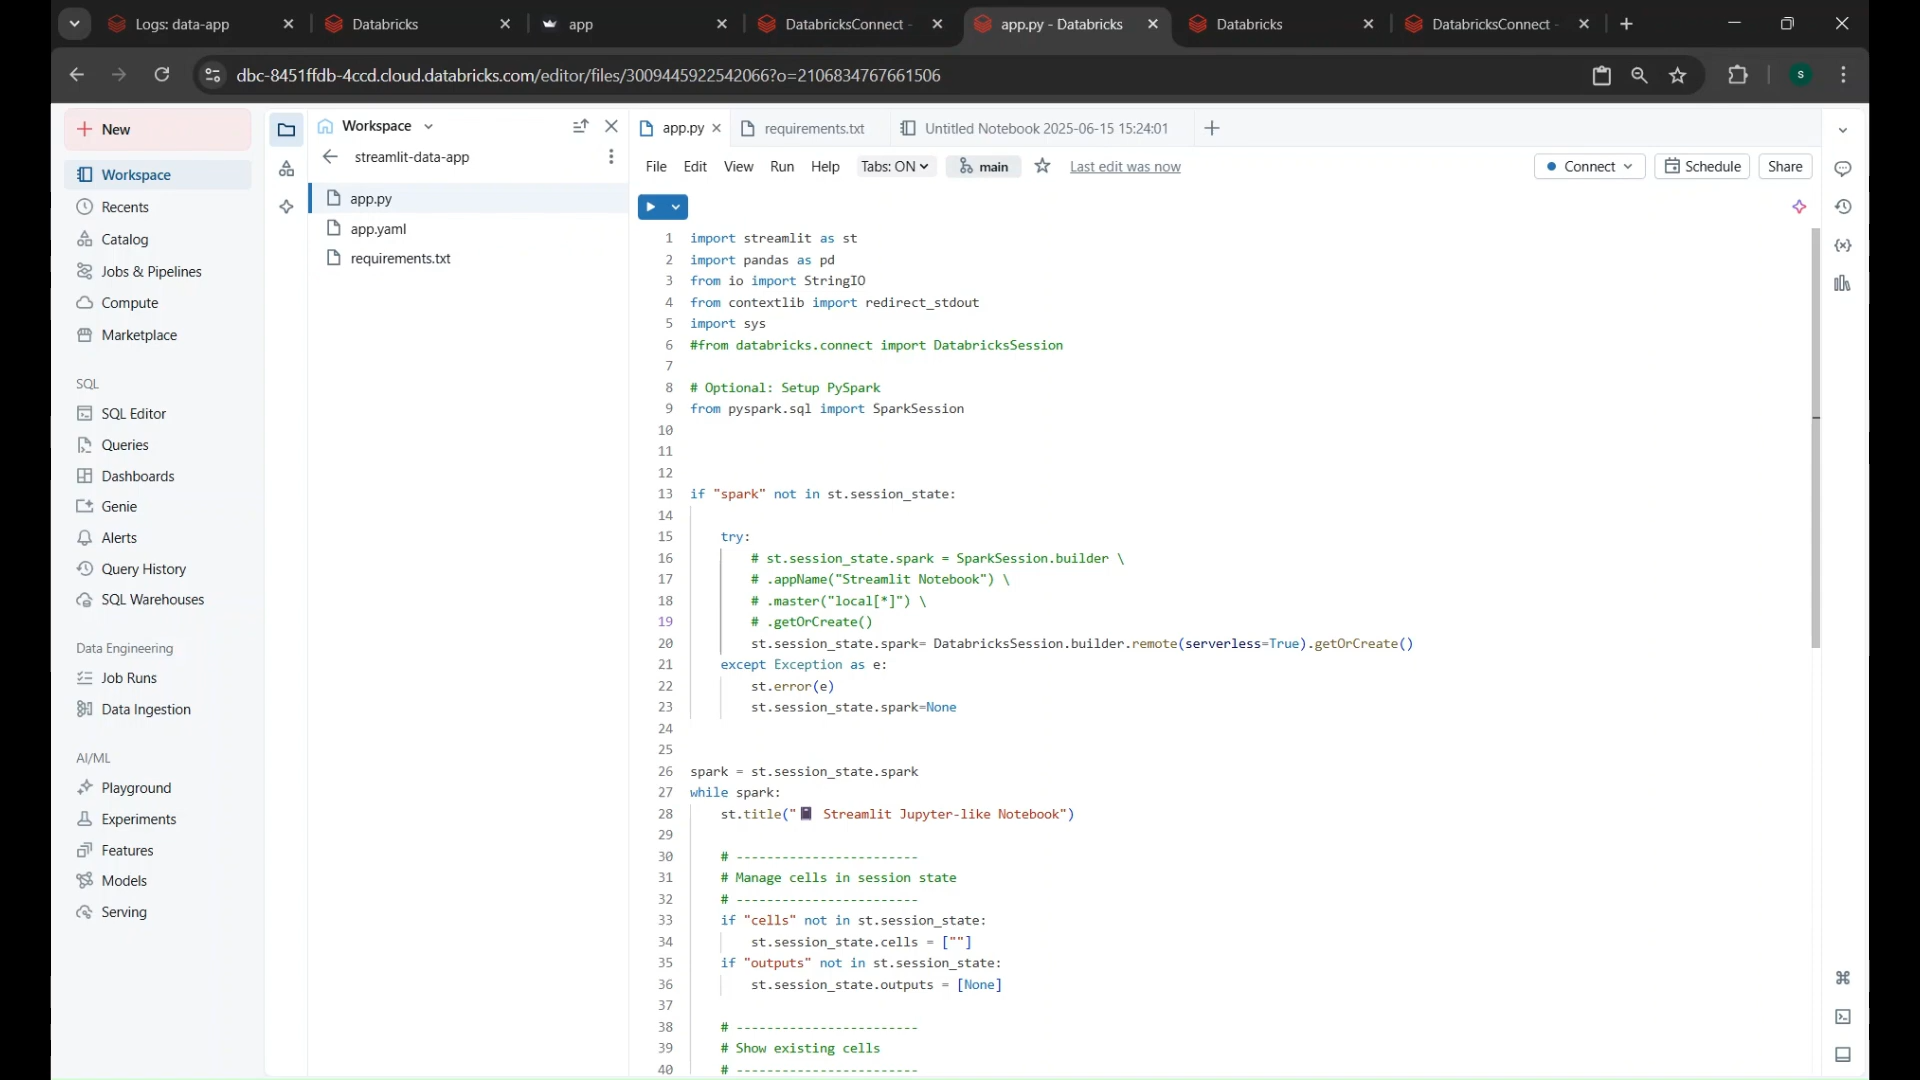 Logs: data-app
Databricks
app
DatabricksConnect -
app.py - Databricks
Databricks
DatabricksConnect -
dbc-8451ffdb-4ccd.cloud.databricks.com/editor/files/3009445922542066?o=2106834767661506
s
New
Workspace
Recents
Catalog
Jobs & Pipelines
Compute
Marketplace
SQL
SQL Editor
Queries
Dashboards
Genie
Alerts
Query History
SQL Warehouses
Data Engineering
Job Runs
Data Ingestion
AI/ML
Playground
Experiments
Features
Models
Serving
Workspace
streamlit-data-app
app.py
app.yaml
requirements.txt
app.py
requirements.txt
Untitled Notebook 2025-06-15 15:24:01
File Edit View Run Help Tabs: ON main Last edit was now
Connect Schedule Share
1 import streamlit as st
2 import pandas as pd
3 from io import StringIO
4 from contextlib import redirect_stdout
5 import sys
6 #from databricks.connect import DatabricksSession
7
8 # Optional: Setup PySpark
9 from pyspark.sql import SparkSession
10
11
12
13 if "spark" not in st.session_state:
14
15 try:
16 # st.session_state.spark = SparkSession.builder \
17 # .appName("Streamlit Notebook") \
18 # .master("local[*]") \
19 # .getOrCreate()
20 st.session_state.spark= DatabricksSession.builder.remote(serverless=True).getOrCreate()
21 except Exception as e:
22 st.error(e)
23 st.session_state.spark=None
24
25
26 spark = st.session_state.spark
27 while spark:
28 st.title("📓 Streamlit Jupyter-like Notebook")
29
30 # ------------------------
31 # Manage cells in session state
32 # ------------------------
33 if "cells" not in st.session_state:
34 st.session_state.cells = [""]
35 if "outputs" not in st.session_state:
36 st.session_state.outputs = [None]
37
38 # ------------------------
39 # Show existing cells
40 # ------------------------